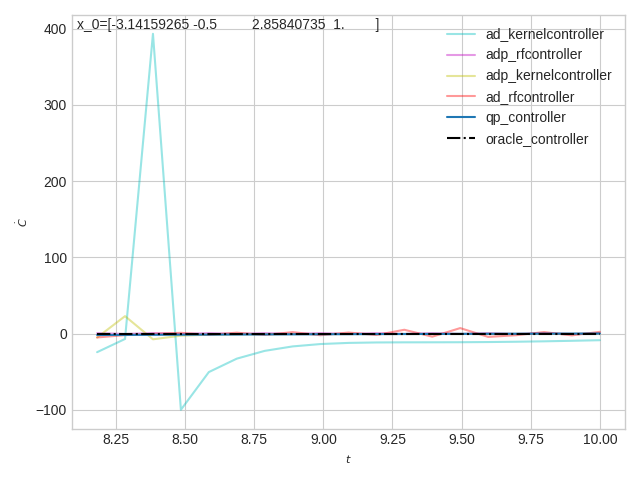 x_0=[-3.14159265 -0.5 2.85840735 1. ]
ad_kernelcontroller
adp_rfcontroller
adp_kernelcontroller
ad_rfcontroller
qp_controller
oracle_controller
400
300
200
100
0
−100
Ċ
8.25 8.50 8.75 9.00 9.25 9.50 9.75 10.00
t